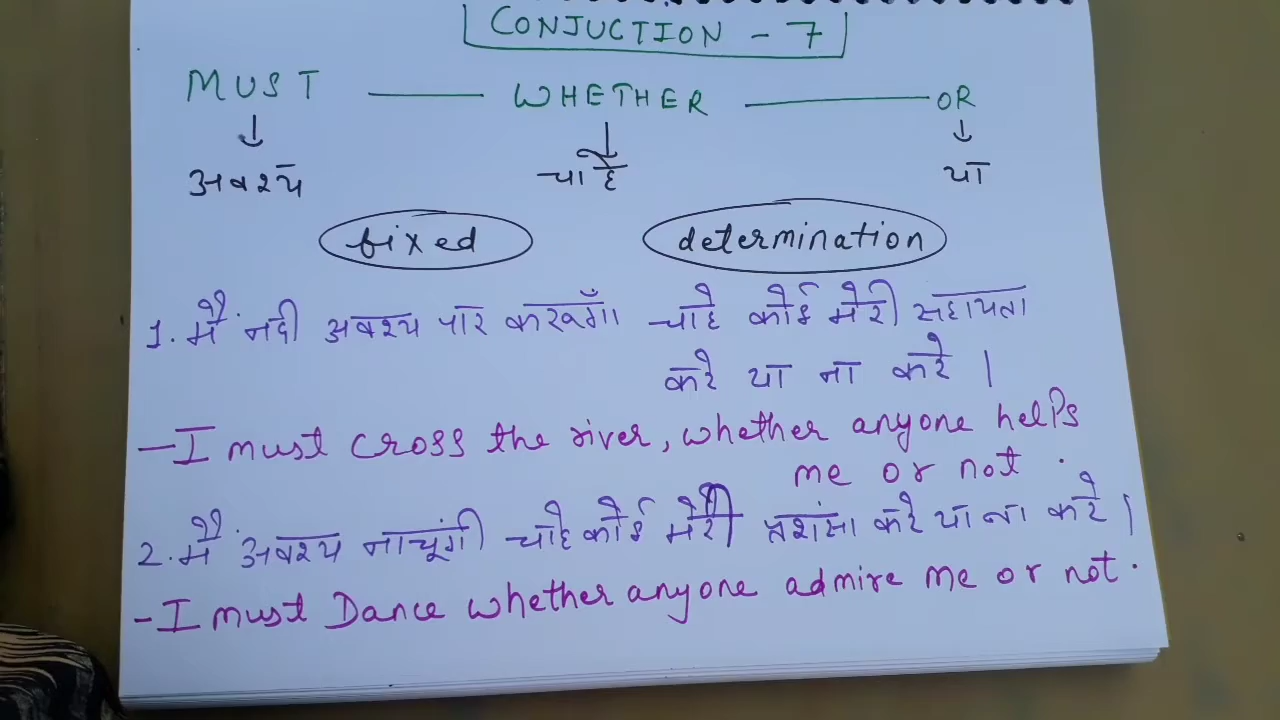 CONJUCTION - 7
MUST — WHETHER — OR
अवश्य चाहे या
fixed determination
1. मैं नदी अवश्य पार करूगाँ चाहे कोई मेरी सहायता
करे या ना करे |
- I must cross the river, whether anyone helps
me or not .
2. मैं अवश्य नाचूंगी चाहे कोई मेरी प्रशंसा करे या ना करे |
- I must Dance whether anyone admire me or not .